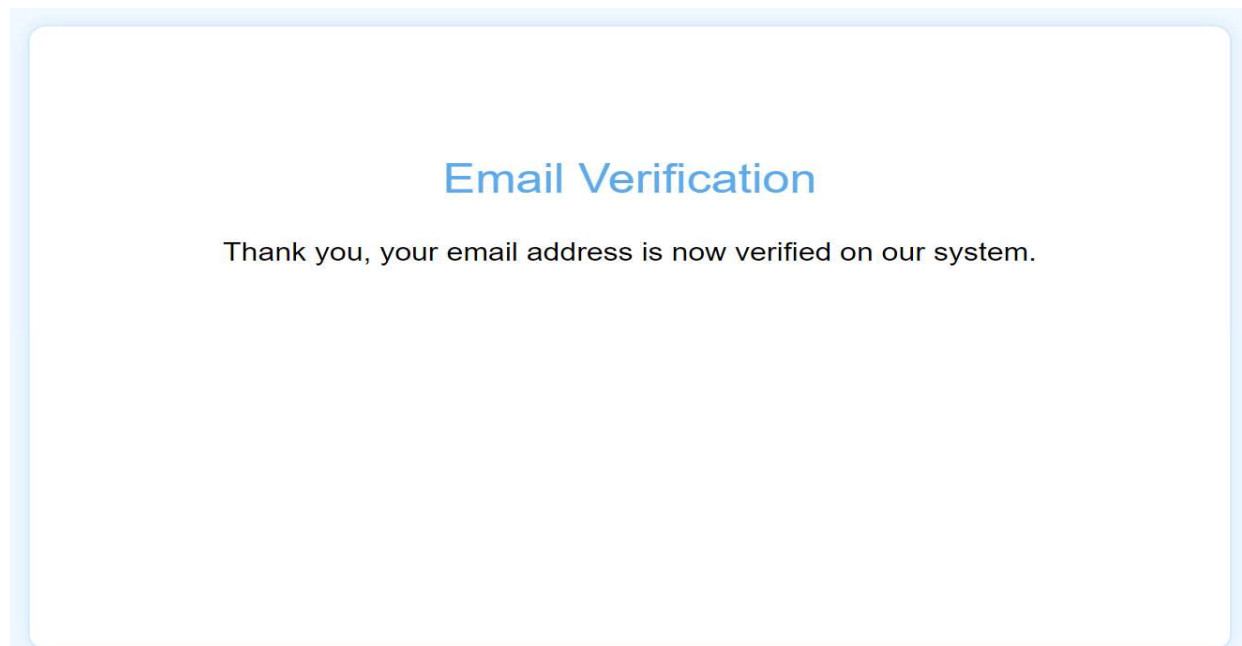 Email Verification
Thank you, your email address is now verified on our system.